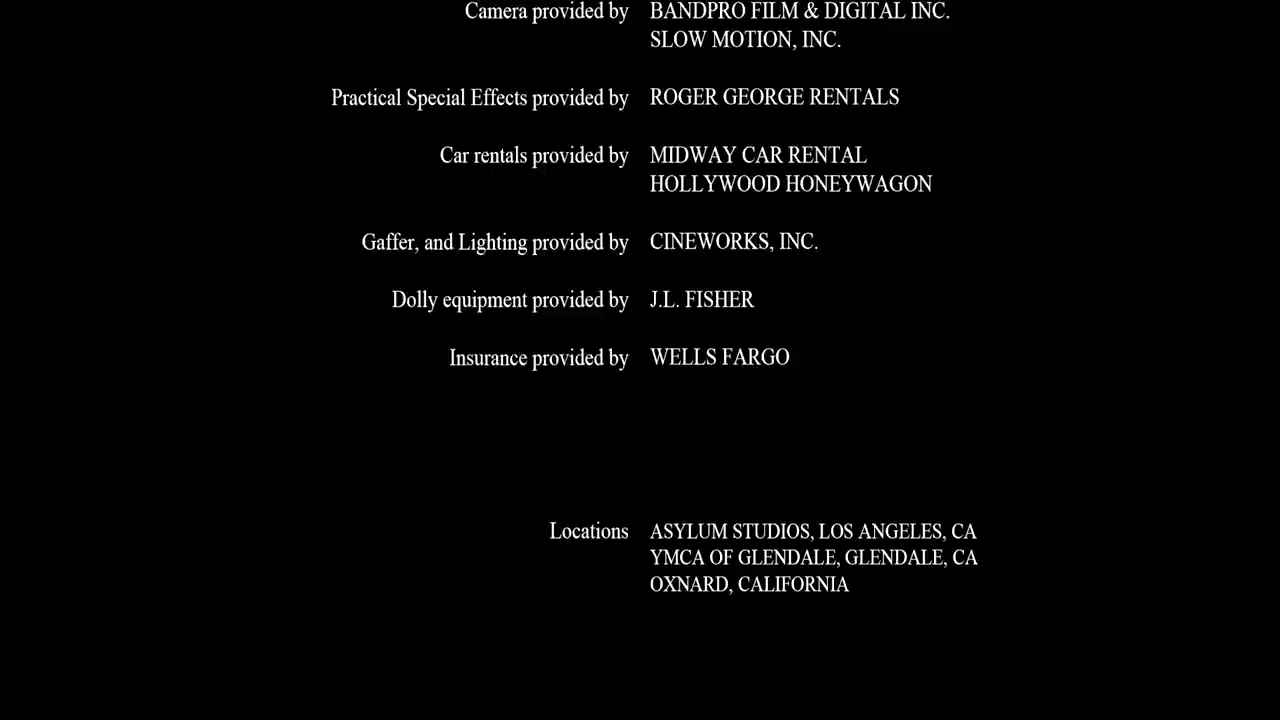 Camera provided by BANDPRO FILM & DIGITAL INC.
SLOW MOTION, INC.
Practical Special Effects provided by ROGER GEORGE RENTALS
Car rentals provided by MIDWAY CAR RENTAL
HOLLYWOOD HONEYWAGON
Gaffer, and Lighting provided by CINEWORKS, INC.
Dolly equipment provided by J.L. FISHER
Insurance provided by WELLS FARGO
Locations ASYLUM STUDIOS, LOS ANGELES, CA
YMCA OF GLENDALE, GLENDALE, CA
OXNARD, CALIFORNIA